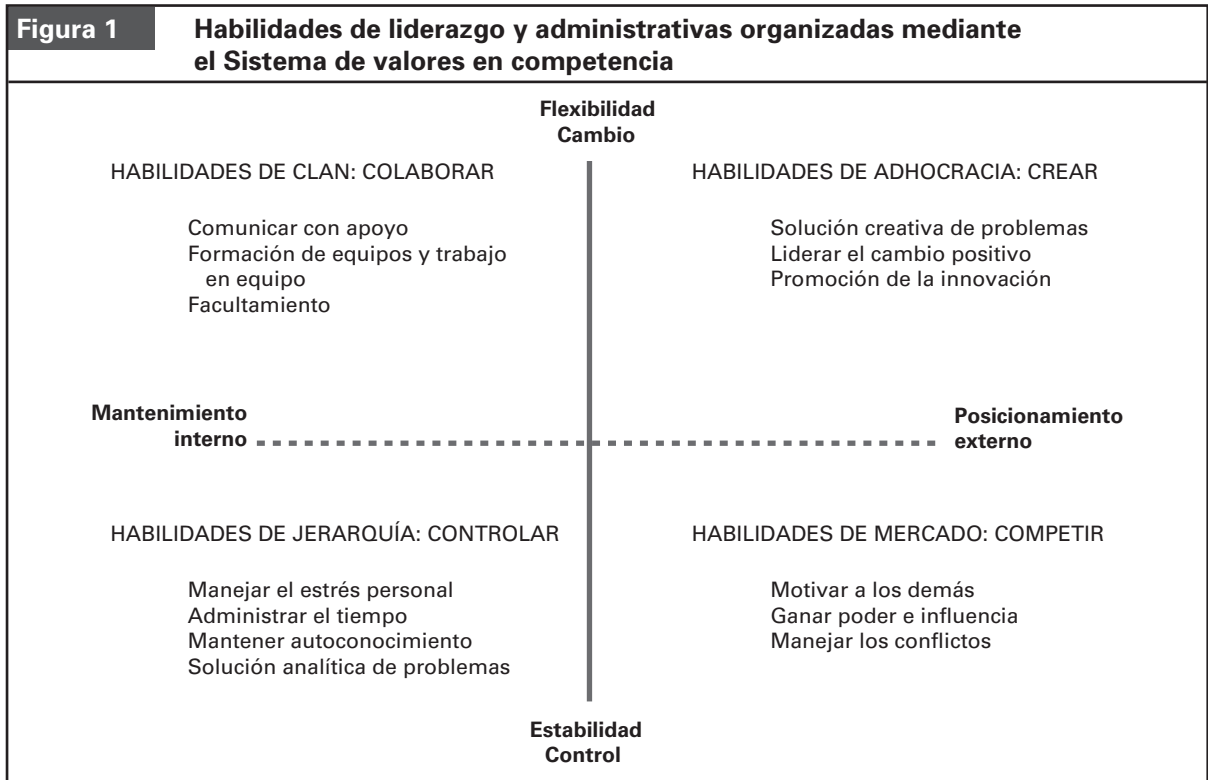 Figura 1
Habilidades de liderazgo y administrativas organizadas mediante
el Sistema de valores en competencia
Flexibilidad
Cambio
HABILIDADES DE CLAN: COLABORAR
Comunicar con apoyo
Formación de equipos y trabajo
en equipo
Facultamiento
HABILIDADES DE ADHOCRACIA: CREAR
Solución creativa de problemas
Liderar el cambio positivo
Promoción de la innovación
Mantenimiento
interno
Posicionamiento
externo
HABILIDADES DE JERARQUÍA: CONTROLAR
Manejar el estrés personal
Administrar el tiempo
Mantener autoconocimiento
Solución analítica de problemas
HABILIDADES DE MERCADO: COMPETIR
Motivar a los demás
Ganar poder e influencia
Manejar los conflictos
Estabilidad
Control